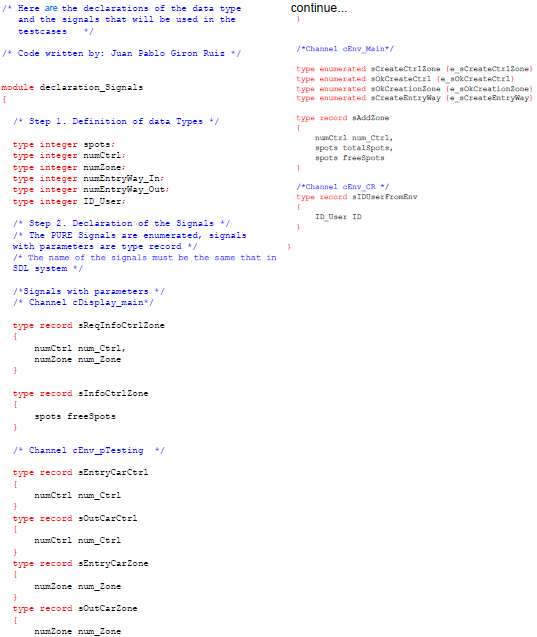 /* Here are the declarations of the data type
and the signals that will be used in the
testcases */
/* Code written by: Juan Pablo Giron Ruiz */
module declaration_Signals
{
/* Step 1. Definition of data Types */
type integer spots;
type integer numCtrl;
type integer numZone;
type integer numEntryWay_In;
type integer numEntryWay_Out;
type integer ID_User;
/* Step 2. Declaration of the Signals */
/* The PURE Signals are enumerated, signals
with parameters are type record */
/* The name of the signals must be the same that in
SDL system */
/*Signals with parameters */
/* Channel cDisplay_main*/
type record sReqInfoCtrlZone
{
numCtrl num_Ctrl,
numZone num_Zone
}
type record sInfoCtrlZone
{
spots freeSpots
}
/* Channel cEnv_pTesting */
type record sEntryCarCtrl
{
numCtrl num_Ctrl
}
type record sOutCarCtrl
{
numCtrl num_Ctrl
}
type record sEntryCarZone
{
numZone num_Zone
}
type record sOutCarZone
{
numZone num_Zone
continue...
}
/*Channel cEnv_Main*/
type enumerated sCreateCtrlZone {e_sCreateCtrlZone}
type enumerated sOkCreateCtrl {e_sOkCreateCtrl}
type enumerated sOkCreationZone {e_sOkCreationZone}
type enumerated sCreateEntryWay {e_sCreateEntryWay}
type record sAddZone
{
numCtrl num_Ctrl,
spots totalSpots,
spots freeSpots
}
/*Channel cEnv_CR */
type record sIDUserFromEnv
{
ID_User ID
}
}